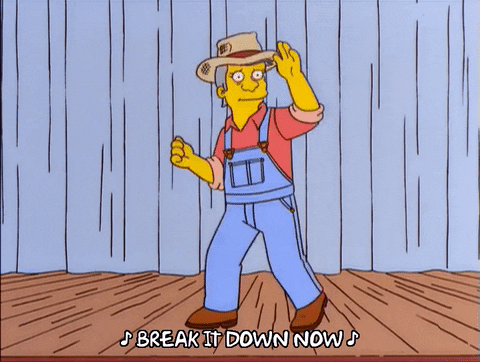 ♪ BREAK IT DOWN NOW ♪